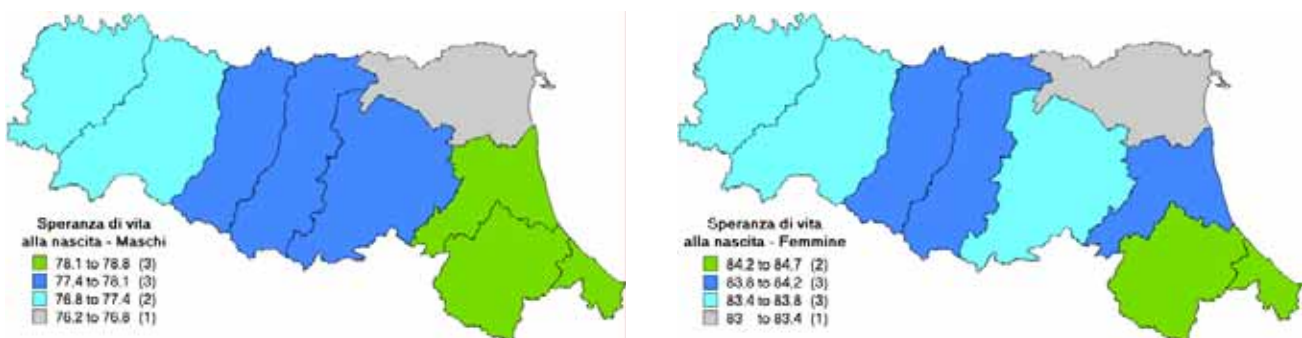 Speranza di vita
alla nascita - Maschi
78.1 to 78.8 (3)
77.4 to 78.1 (3)
76.8 to 77.4 (2)
76.2 to 76.8 (1)
Speranza di vita
alla nascita - Femmine
84.2 to 84.7 (2)
83.8 to 84.2 (3)
83.4 to 83.8 (3)
83 to 83.4 (1)